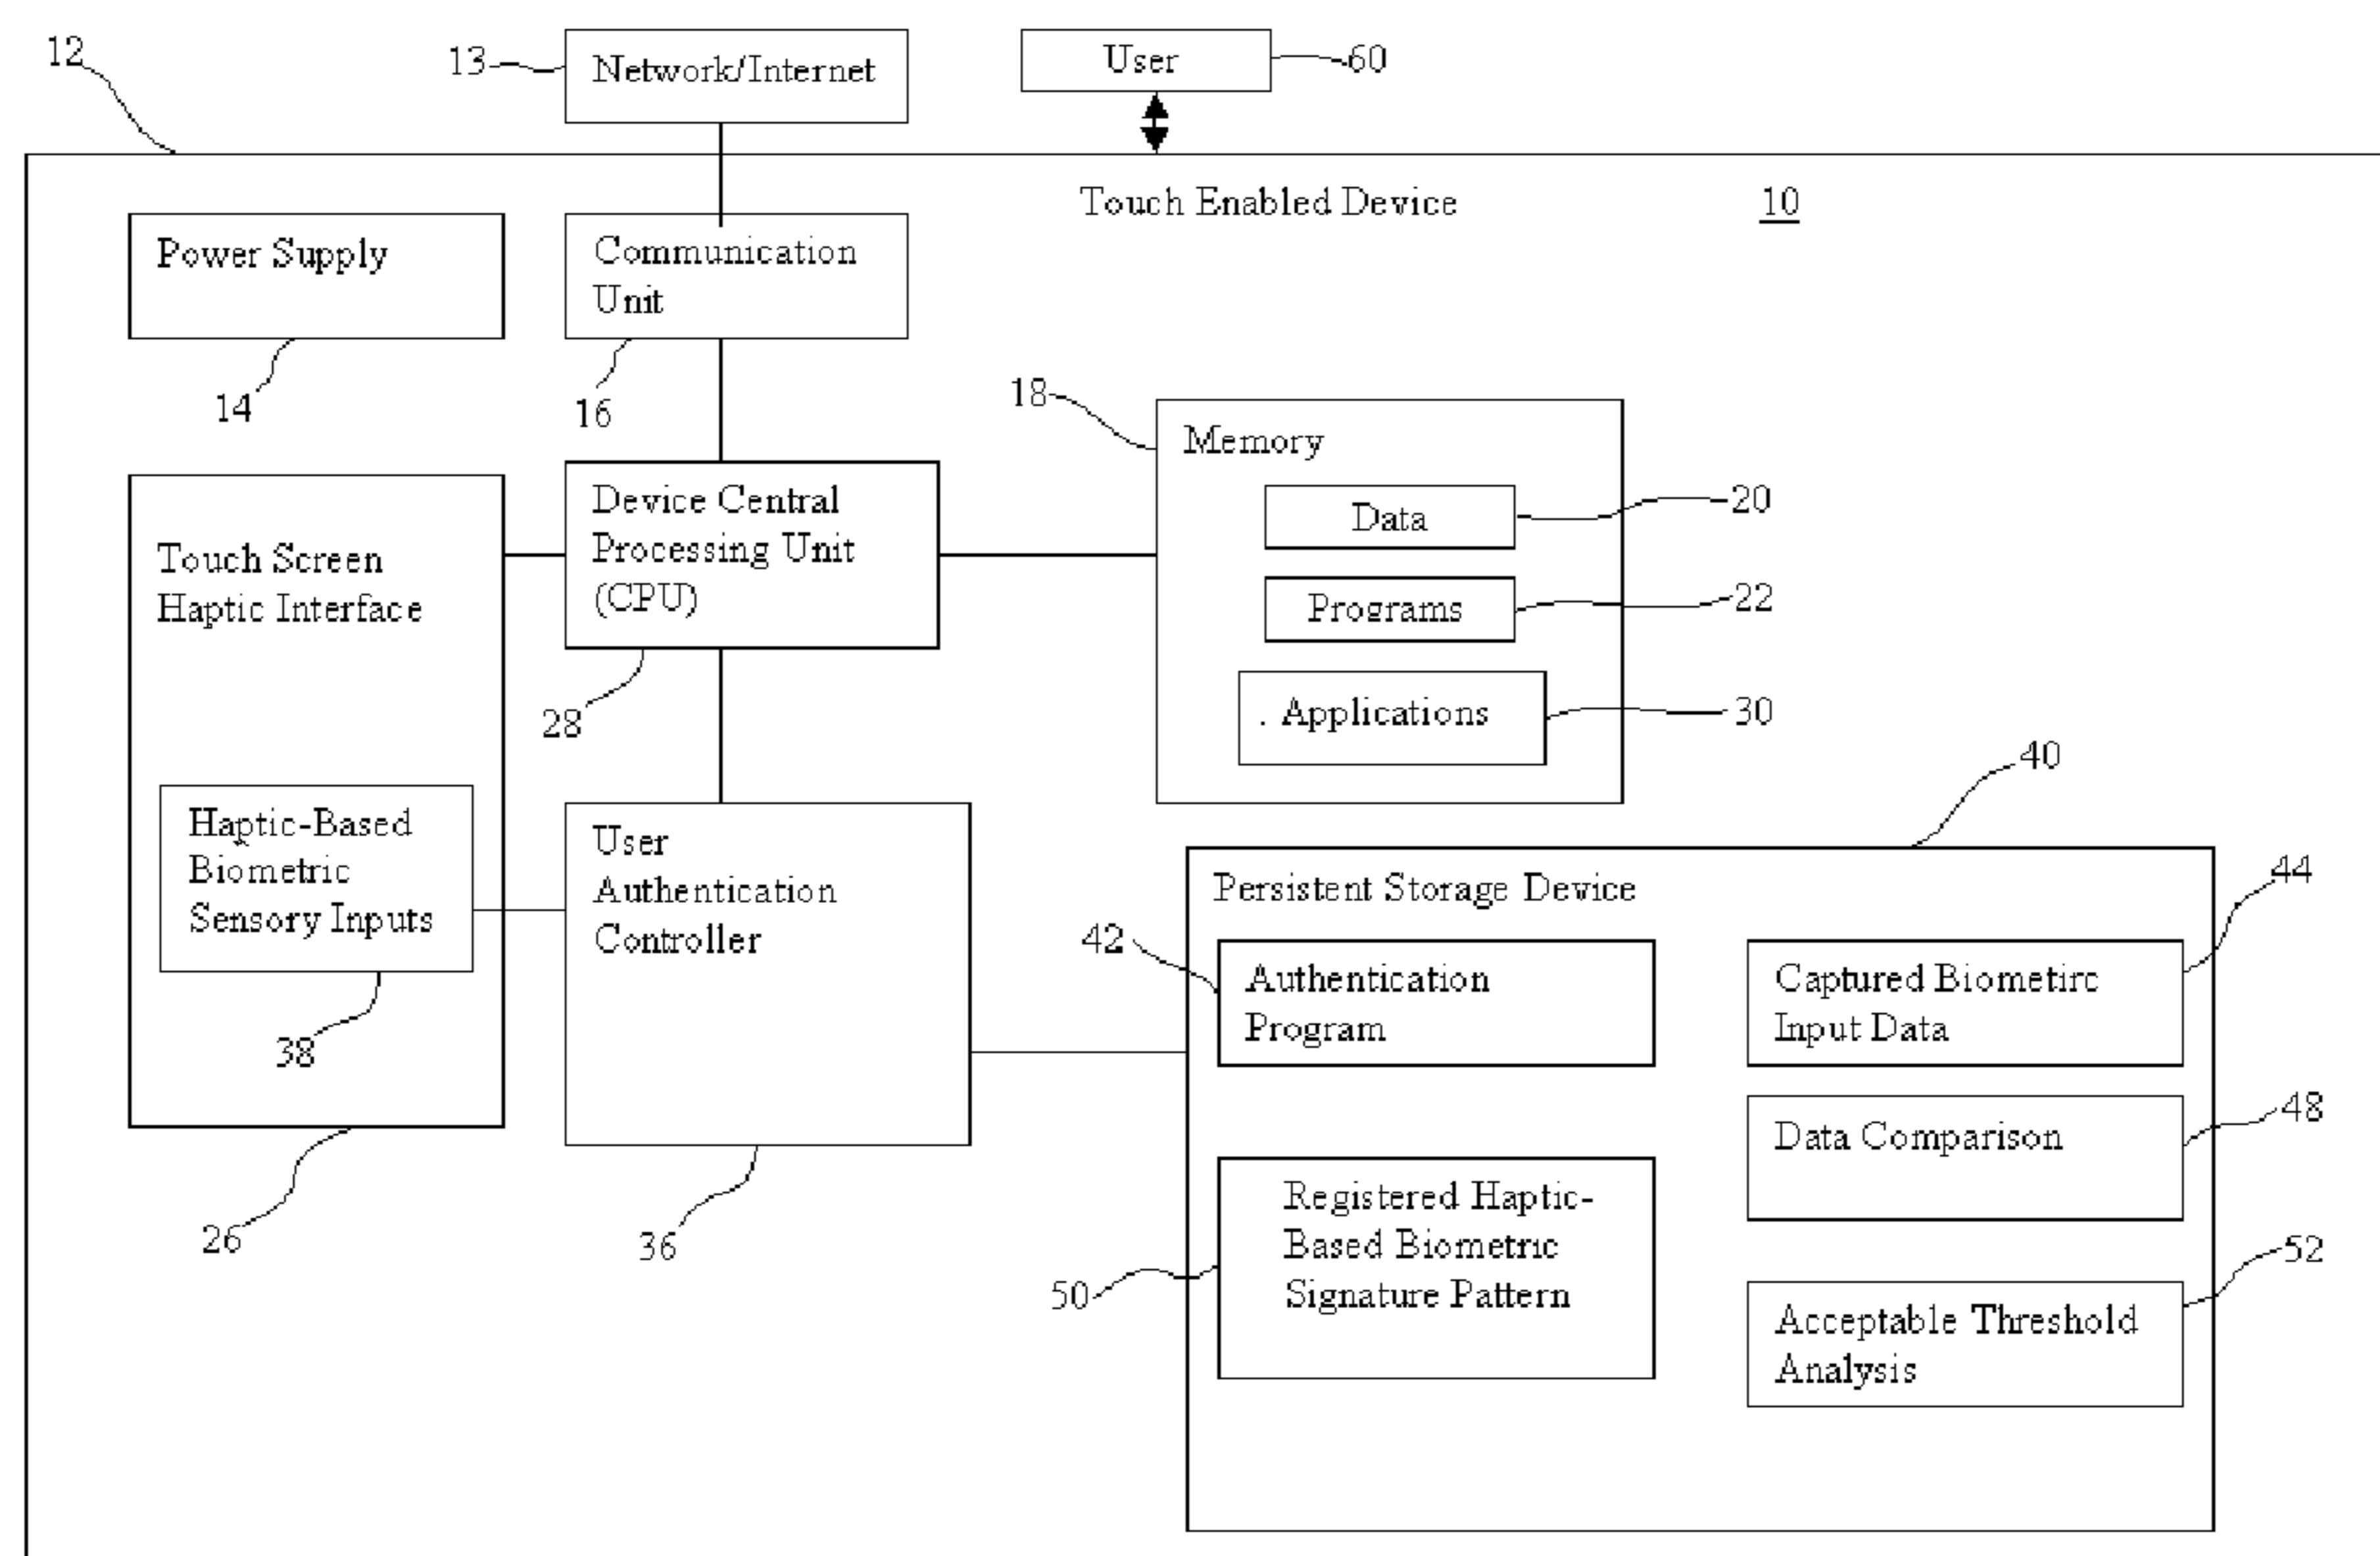 12
13
Network/Internet
User
60
Touch Enabled Device
10
Power Supply
14
Communication
Unit
16
18
Memory
Data
20
Programs
22
. Applications
30
Device Central
Processing Unit
(CPU)
28
Touch Screen
Haptic Interface
Haptic-Based
Biometric
Sensory Inputs
38
26
User
Authentication
Controller
36
40
Persistent Storage Device
42
Authentication
Program
44
Captured Biometirc
Input Data
48
Data Comparison
50
Registered Haptic-
Based Biometric
Signature Pattern
52
Acceptable Threshold
Analysis